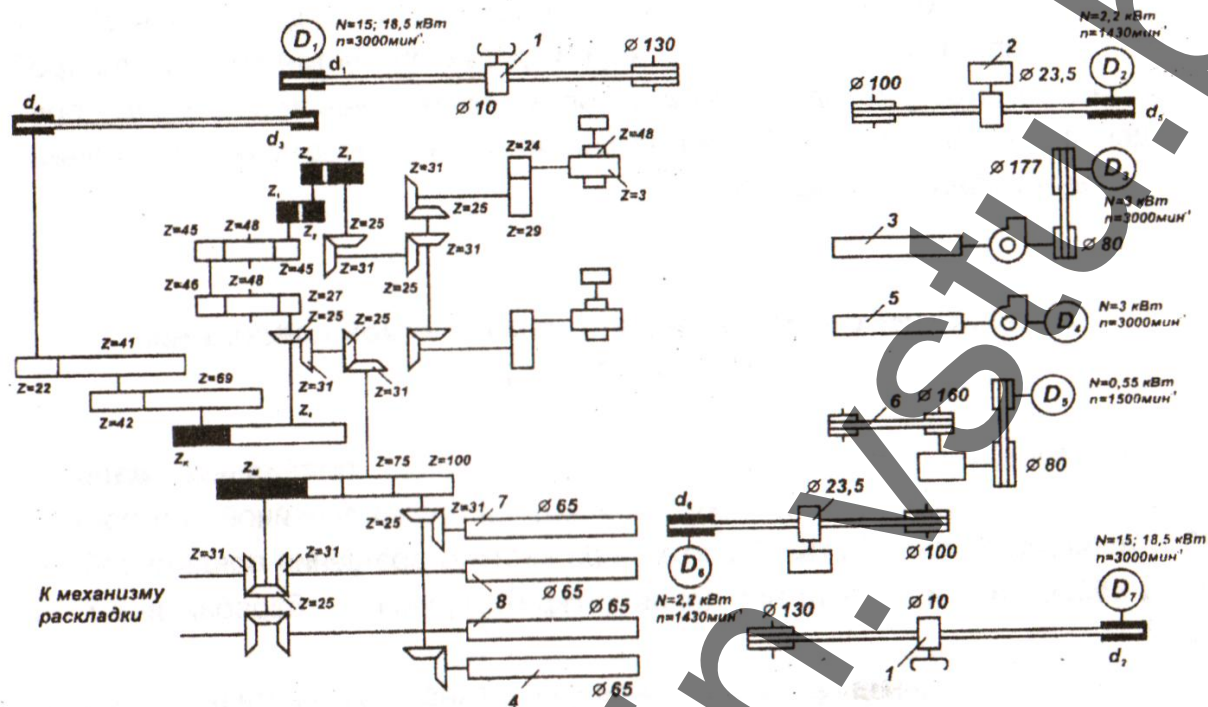 N=15; 18,5 кВт
n=3000мин⁻¹
D₁
d₁
1
Ø 130
Ø 10
d₄
d₃
2
N=2,2 кВт
n=1430мин⁻¹
D₂
Ø 100
Ø 23,5
d₅
Z=48
Z=24
Z=31
Z=3
Z=25
Z=29
Z=25
Z=31
Z=31
Z=25
Z=45
Z=48
Z=45
Z=46
Z=48
Z=27
Z=25
Z=25
Z=31
Z=31
Ø 177
D₃
N=3 кВт
n=3000мин⁻¹
3
Ø 80
5
D₄
N=3 кВт
n=3000мин⁻¹
Z=41
Z=22
Z=69
Z=42
Z₄
Zₖ
Zₘ
Z=75
Z=100
6
Ø 160
D₅
N=0,55 кВт
n=1500мин⁻¹
Ø 80
Z=25
Z=31
7
Ø 65
Z=31
Z=31
Z=25
8
Ø 65
Ø 65
4
Ø 65
К механизму
раскладки
d₆
Ø 23,5
Ø 100
D₆
N=2,2 кВт
n=1430мин⁻¹
Ø 130
Ø 10
1
N=15; 18,5 кВт
n=3000мин⁻¹
D₇
d₂